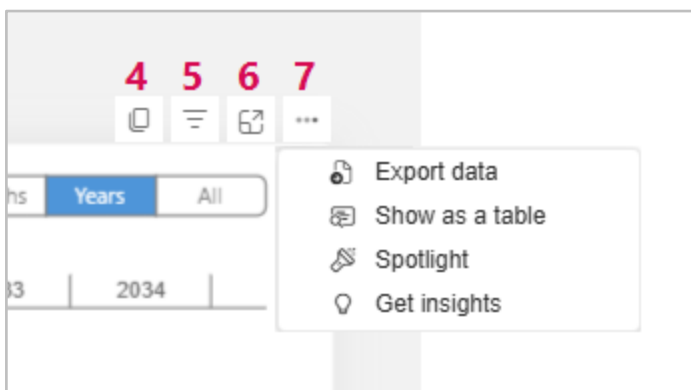 4 5 6 7
Export data
hs Years All
Show as a table
Spotlight
33 2034
Get insights